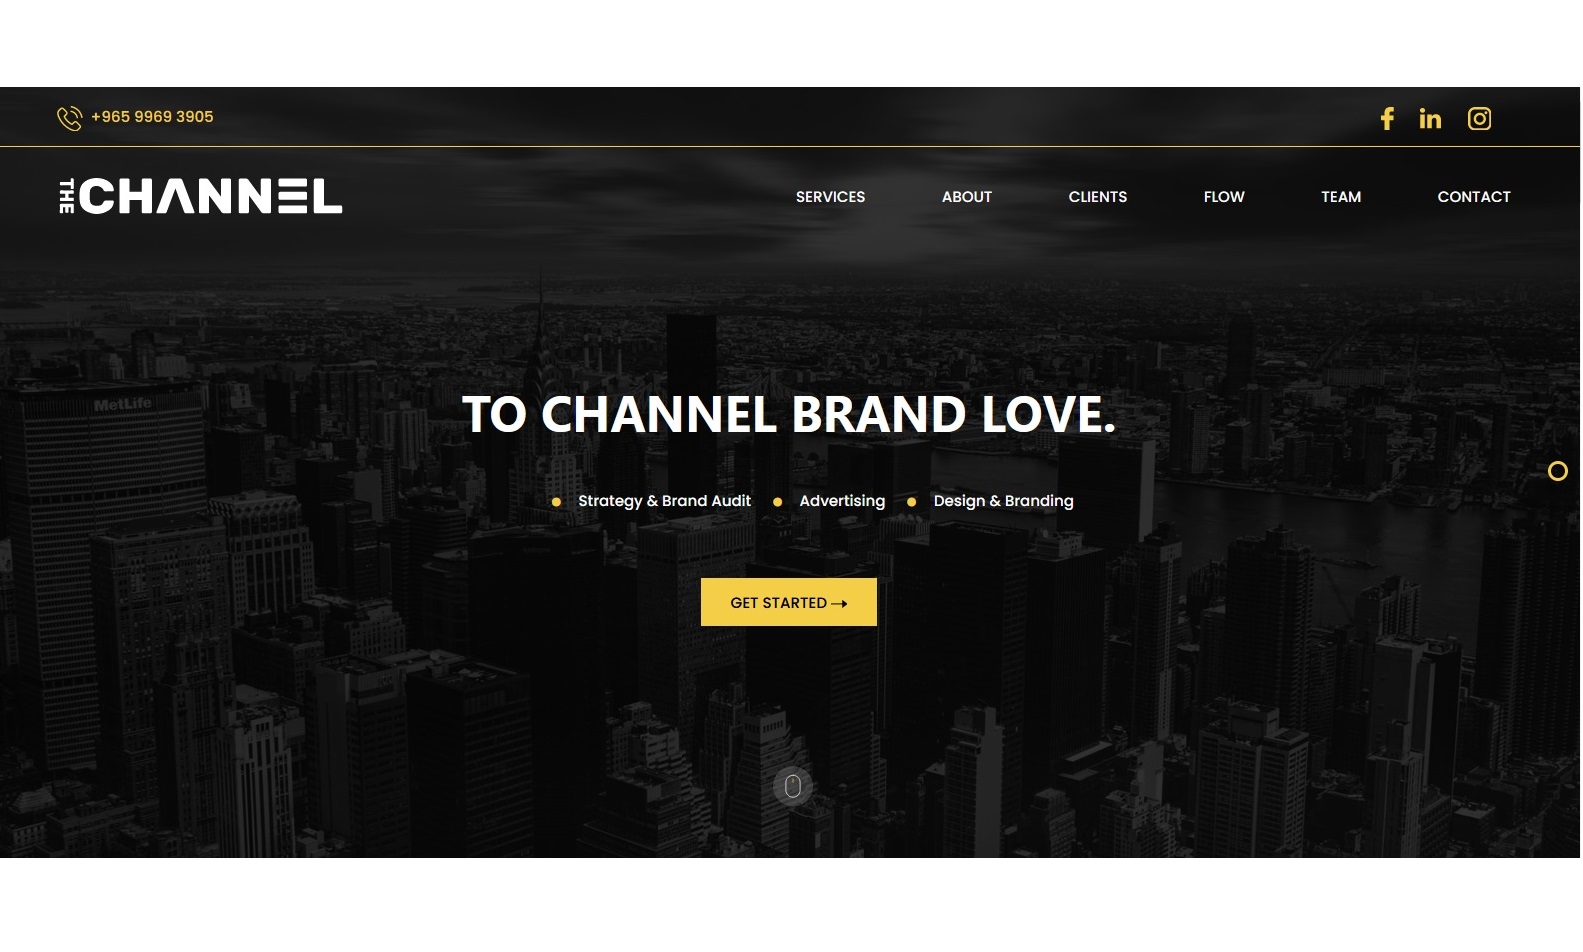 +965 9969 3905
THE CHANNEL
SERVICES ABOUT CLIENTS FLOW TEAM CONTACT
MetLife
TO CHANNEL BRAND LOVE.
Strategy & Brand Audit Advertising Design & Branding
GET STARTED